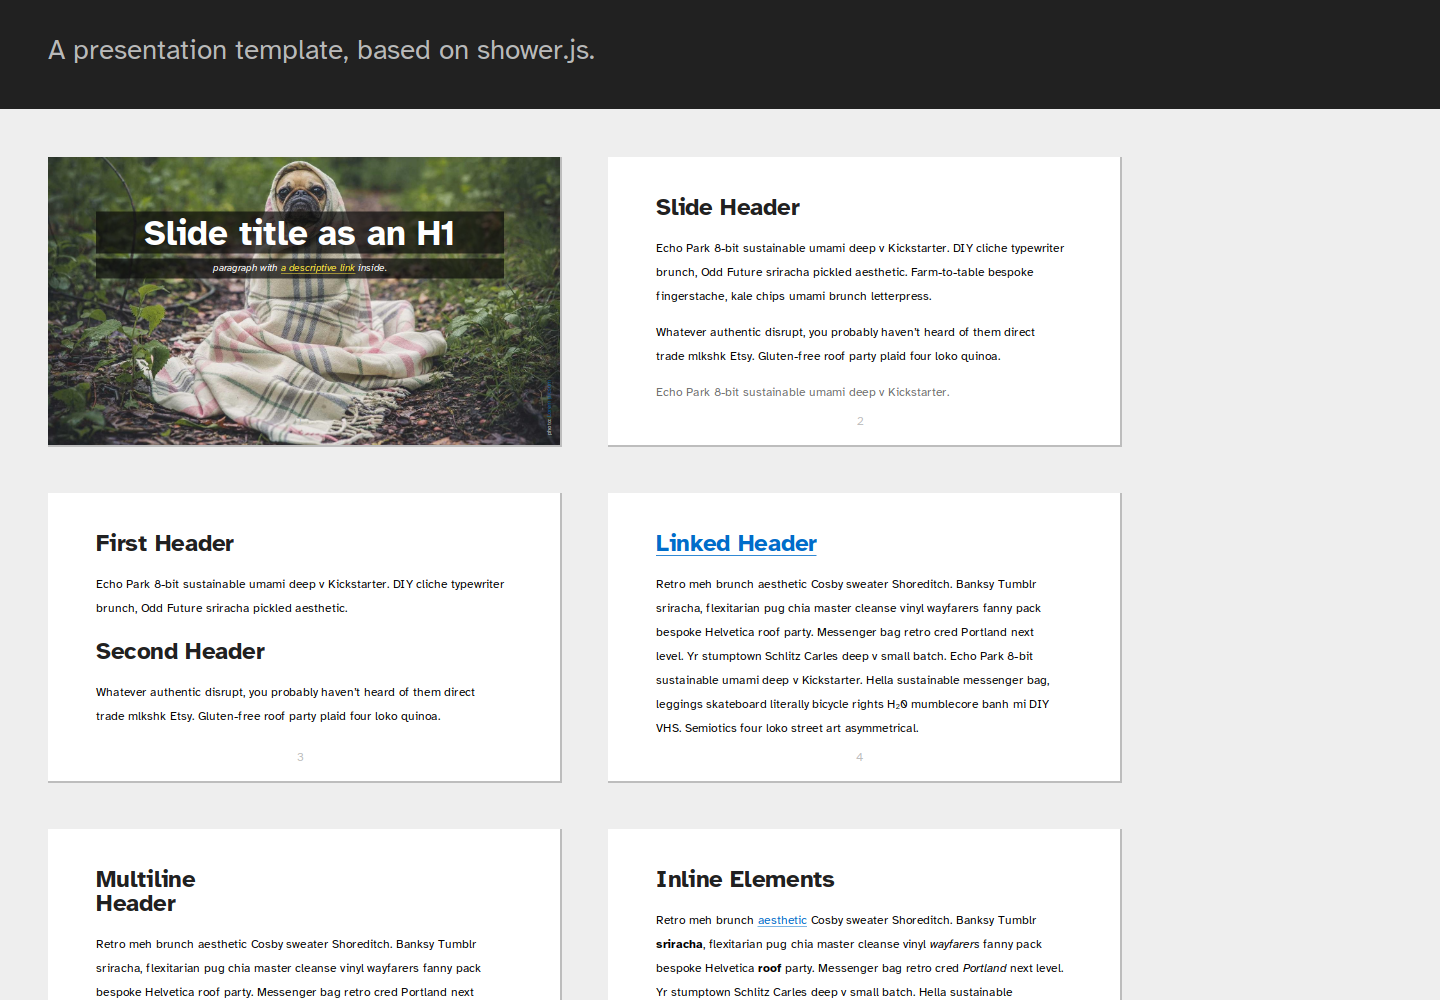 A presentation template, based on shower.js.
Slide title as an H1
paragraph with a descriptive link inside.
photo:
Slide Header
Echo Park 8-bit sustainable umami deep v Kickstarter. DIY cliche typewriter
brunch, Odd Future sriracha pickled aesthetic. Farm-to-table bespoke
fingerstache, kale chips umami brunch letterpress.
Whatever authentic disrupt, you probably haven't heard of them direct
trade mlkshk Etsy. Gluten-free roof party plaid four loko quinoa.
Echo Park 8-bit sustainable umami deep v Kickstarter.
2
First Header
Echo Park 8-bit sustainable umami deep v Kickstarter. DIY cliche typewriter
brunch, Odd Future sriracha pickled aesthetic.
Second Header
Whatever authentic disrupt, you probably haven't heard of them direct
trade mlkshk Etsy. Gluten-free roof party plaid four loko quinoa.
3
Linked Header
Retro meh brunch aesthetic Cosby sweater Shoreditch. Banksy Tumblr
sriracha, flexitarian pug chia master cleanse vinyl wayfarers fanny pack
bespoke Helvetica roof party. Messenger bag retro cred Portland next
level. Yr stumptown Schlitz Carles deep v small batch. Echo Park 8-bit
sustainable umami deep v Kickstarter. Hella sustainable messenger bag,
leggings skateboard literally bicycle rights H₂0 mumblecore banh mi DIY
VHS. Semiotics four loko street art asymmetrical.
4
Multiline
Header
Retro meh brunch aesthetic Cosby sweater Shoreditch. Banksy Tumblr
sriracha, flexitarian pug chia master cleanse vinyl wayfarers fanny pack
bespoke Helvetica roof party. Messenger bag retro cred Portland next
Inline Elements
Retro meh brunch aesthetic Cosby sweater Shoreditch. Banksy Tumblr
sriracha, flexitarian pug chia master cleanse vinyl wayfarers fanny pack
bespoke Helvetica roof party. Messenger bag retro cred Portland next level.
Yr stumptown Schlitz Carles deep v small batch. Hella sustainable